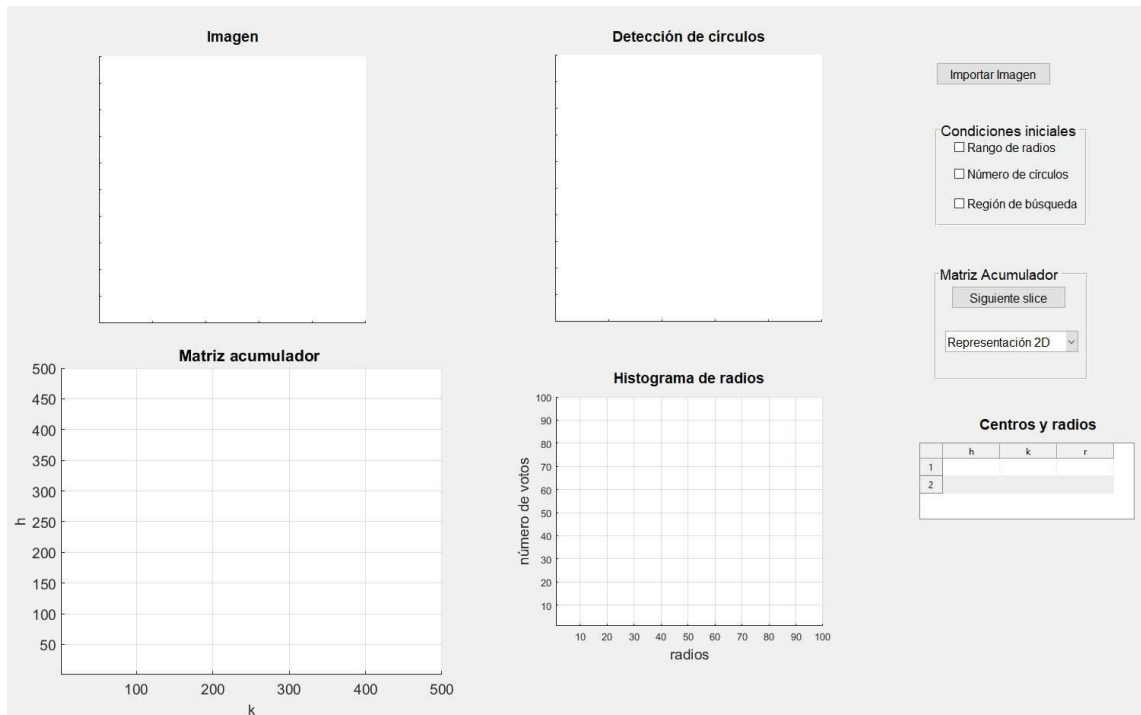 Imagen
Detección de círculos
Importar Imagen
Condiciones iniciales
Rango de radios
Número de círculos
Región de búsqueda
Matriz Acumulador
Siguiente slice
Representación 2D
Matriz acumulador
500
450
400
350
300
250
200
150
100
50
h
100 200 300 400 500
k
Histograma de radios
100
90
80
70
60
50
40
30
20
10
número de votos
10 20 30 40 50 60 70 80 90 100
radios
Centros y radios
h k r
1
2